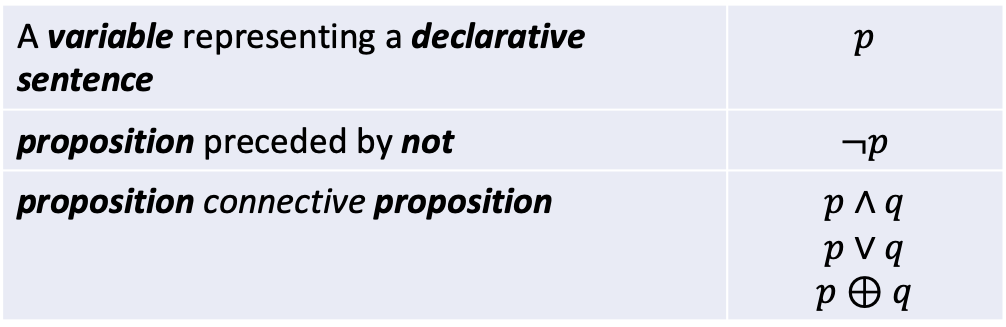 A variable representing a declarative
sentence
p
proposition preceded by not
¬p
proposition connective proposition
p ∧ q
p ∨ q
p ⊕ q